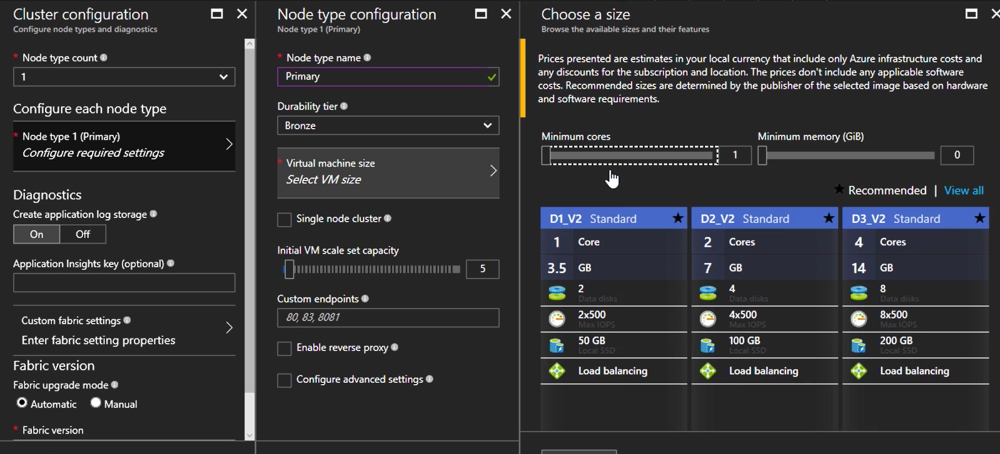 Cluster configuration
Configure node types and diagnostics
* Node type count
1
Configure each node type
* Node type 1 (Primary)
Configure required settings
Diagnostics
Create application log storage
On Off
Application Insights key (optional)
Custom fabric settings
Enter fabric setting properties
Fabric version
Fabric upgrade mode
Automatic Manual
* Fabric version
Node type configuration
Node type 1 (Primary)
* Node type name
Primary
Durability tier
Bronze
* Virtual machine size
Select VM size
Single node cluster
Initial VM scale set capacity
5
Custom endpoints
80, 83, 8081
Enable reverse proxy
Configure advanced settings
Choose a size
Browse the available sizes and their features
Prices presented are estimates in your local currency that include only Azure infrastructure costs and
any discounts for the subscription and location. The prices don't include any applicable software
costs. Recommended sizes are determined by the publisher of the selected image based on hardware
and software requirements.
Minimum cores
1
Minimum memory (GiB)
0
★ Recommended | View all
D1_V2 Standard ★
1 Core
3.5 GB
2
Data disks
2x500
Max IOPS
50 GB
Local SSD
Load balancing
D2_V2 Standard ★
2 Cores
7 GB
4
Data disks
4x500
Max IOPS
100 GB
Local SSD
Load balancing
D3_V2 Standard ★
4 Cores
14 GB
8
Data disks
8x500
Max IOPS
200 GB
Local SSD
Load balancing